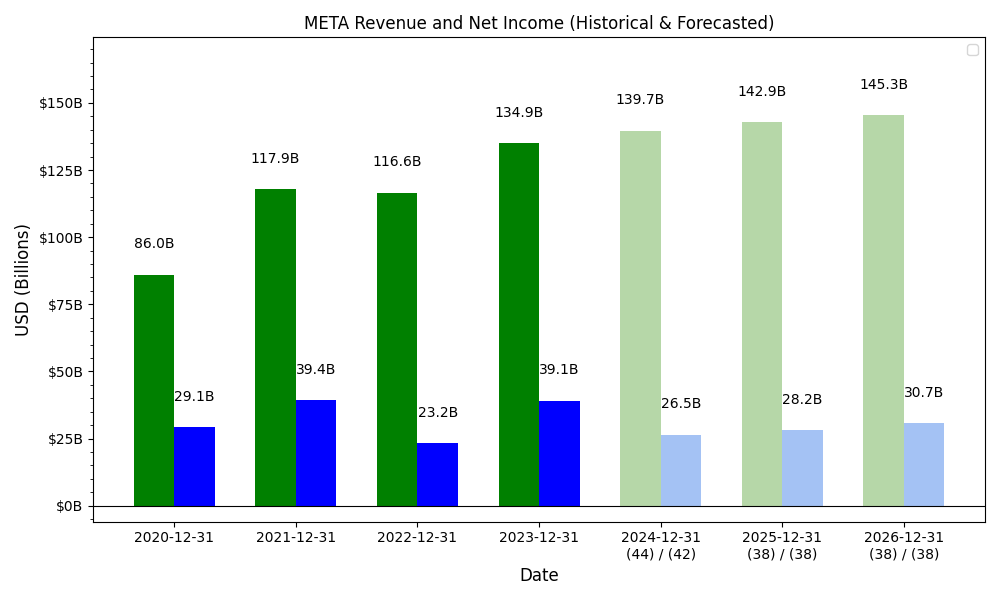 META Revenue and Net Income (Historical & Forecasted)
USD (Billions)
$150B
$125B
$100B
$75B
$50B
$25B
$0B
86.0B
29.1B
117.9B
39.4B
116.6B
23.2B
134.9B
39.1B
139.7B
26.5B
142.9B
28.2B
145.3B
30.7B
2020-12-31
2021-12-31
2022-12-31
2023-12-31
2024-12-31
(44) / (42)
2025-12-31
(38) / (38)
2026-12-31
(38) / (38)
Date